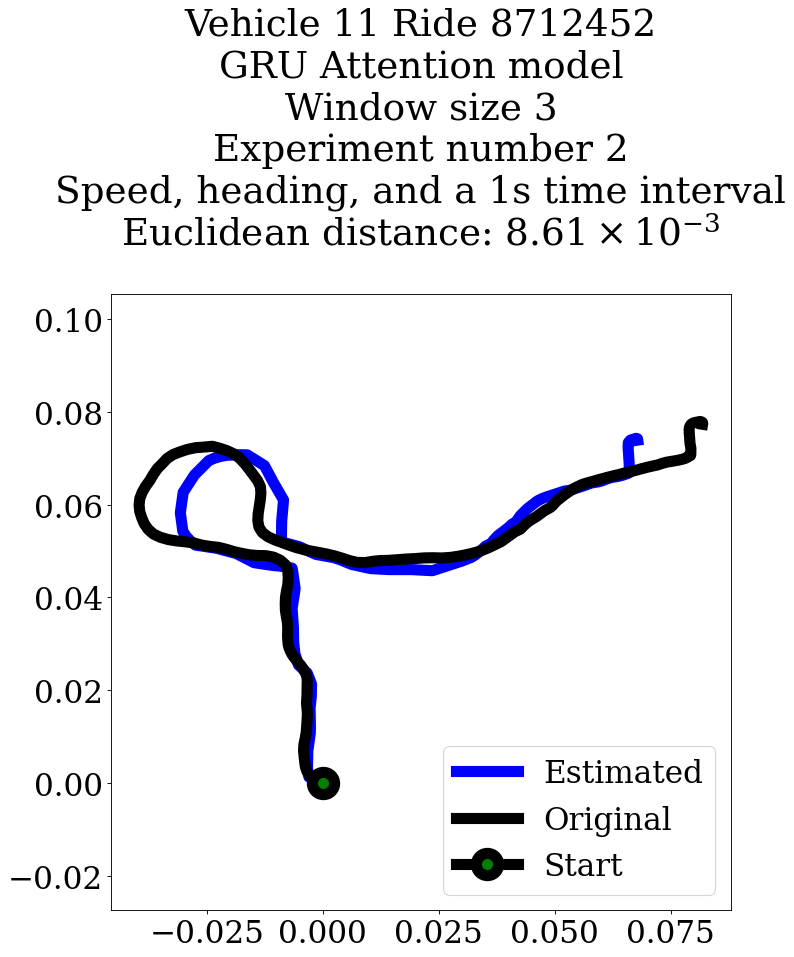 Vehicle 11 Ride 8712452
GRU Attention model
Window size 3
Experiment number 2
Speed, heading, and a 1s time interval
Euclidean distance: 8.61 × 10⁻³
0.10
0.08
0.06
0.04
0.02
0.00
−0.02
Estimated
Original
Start
−0.025 0.000 0.025 0.050 0.075